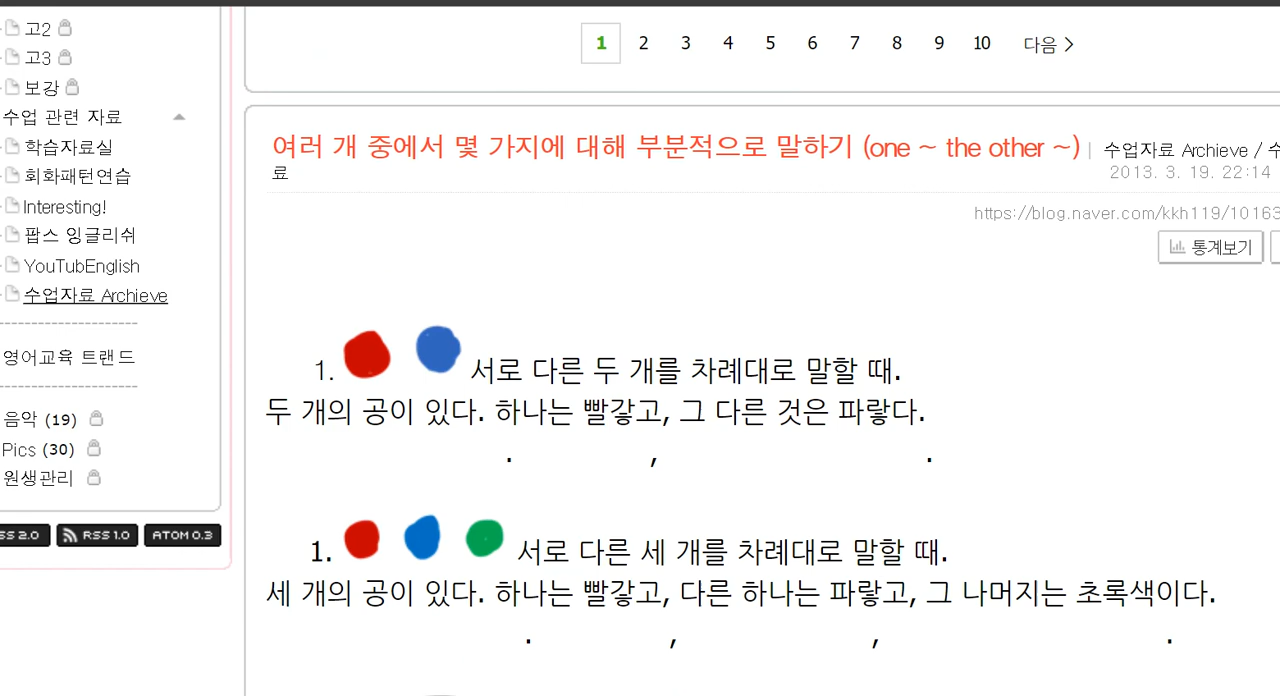 고2
고3
보강
수업 관련 자료
학습자료실
회화패턴연습
Interesting!
팝스 잉글리쉬
YouTubEnglish
수업자료 Archieve
영어교육 트랜드
음악 (19)
Pics (30)
원생관리
SS 2.0 RSS 1.0 ATOM 0.3
1 2 3 4 5 6 7 8 9 10 다음 >
여러 개 중에서 몇 가지에 대해 부분적으로 말하기 (one ~ the other ~) | 수업자료 Archieve / 수
료 2013. 3. 19. 22:14
https://blog.naver.com/kkh119/10163
통계보기
1. 서로 다른 두 개를 차례대로 말할 때.
두 개의 공이 있다. 하나는 빨갛고, 그 다른 것은 파랗다.
. , .
1. 서로 다른 세 개를 차례대로 말할 때.
세 개의 공이 있다. 하나는 빨갛고, 다른 하나는 파랗고, 그 나머지는 초록색이다.
. , , .